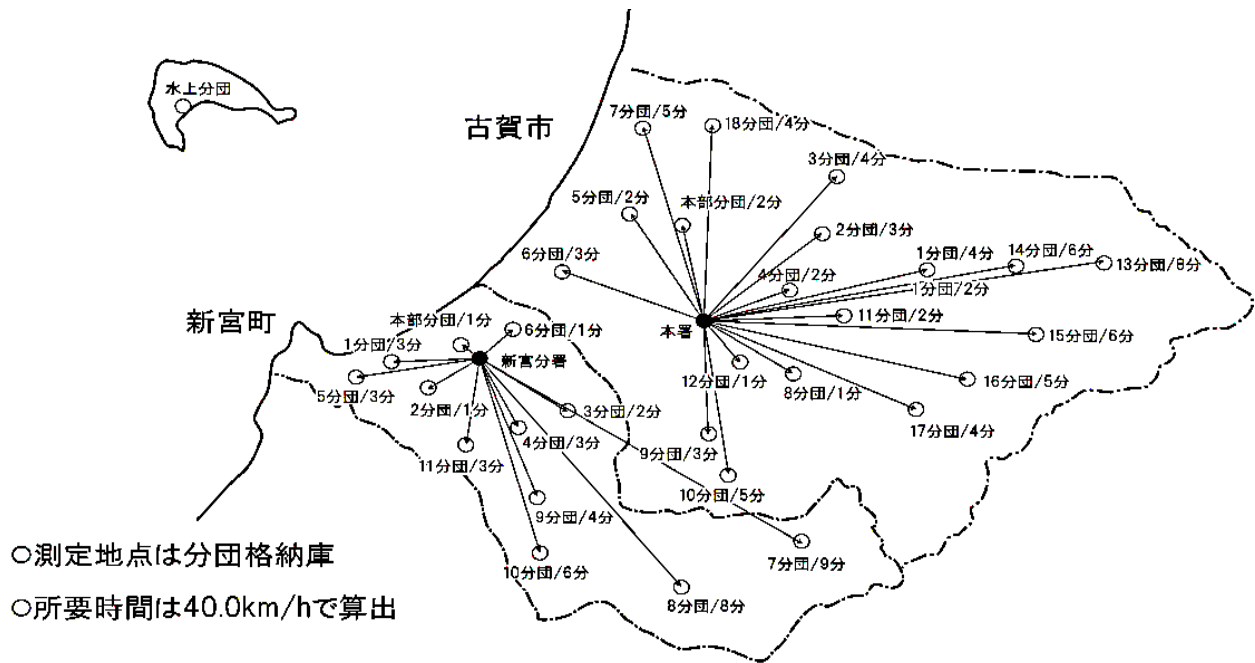 水上分団
古賀市
7分団/5分
18分団/4分
3分団/4分
5分団/2分
本部分団/2分
2分団/3分
6分団/3分
4分団/2分
1分団/4分
14分団/6分
13分団/8分
1分団/2分
11分団/2分
本署
15分団/6分
12分団/1分
8分団/1分
16分団/5分
17分団/4分
9分団/3分
10分団/5分
新宮町
本部分団/1分
6分団/1分
1分団/3分
新宮分署
5分団/3分
2分団/1分
3分団/2分
4分団/3分
11分団/3分
9分団/4分
10分団/6分
7分団/9分
8分団/8分
○測定地点は分団格納庫
○所要時間は40.0km/hで算出